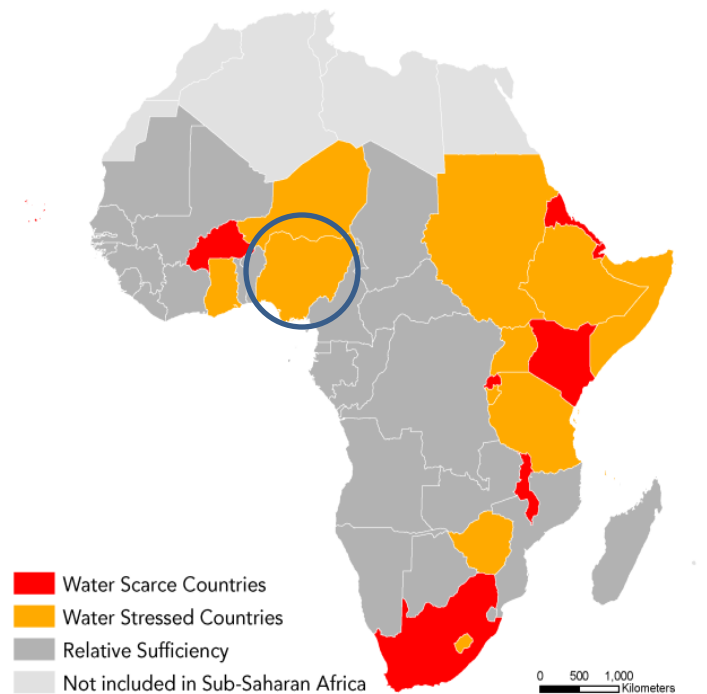 Water Scarce Countries
Water Stressed Countries
Relative Sufficiency
Not included in Sub-Saharan Africa
0 500 1,000
Kilometers